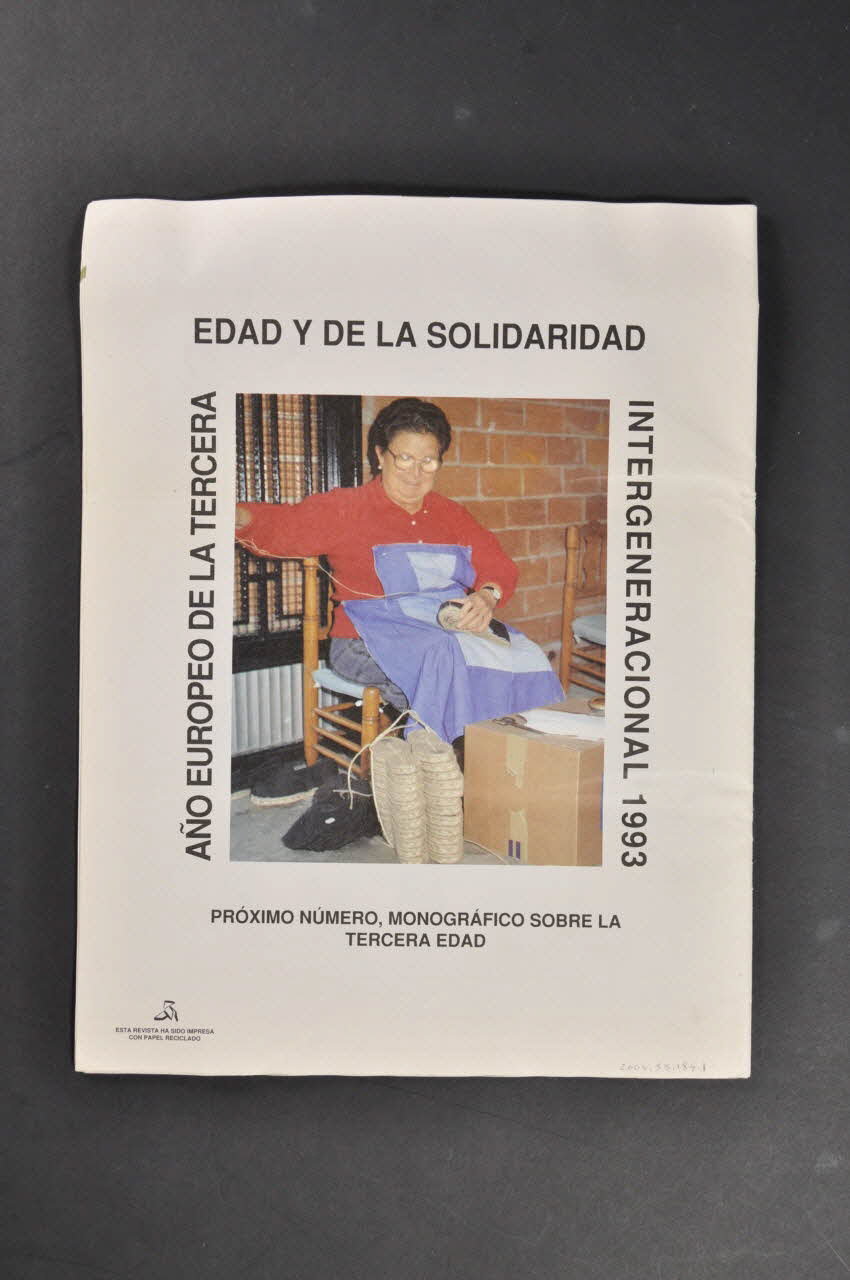 AÑO EUROPEO DE LA TERCERA
EDAD Y DE LA SOLIDARIDAD
INTERGENERACIONAL 1993
PRÓXIMO NÚMERO, MONOGRÁFICO SOBRE LA
TERCERA EDAD
ESTA REVISTA HA SIDO IMPRESA
CON PAPEL RECICLADO